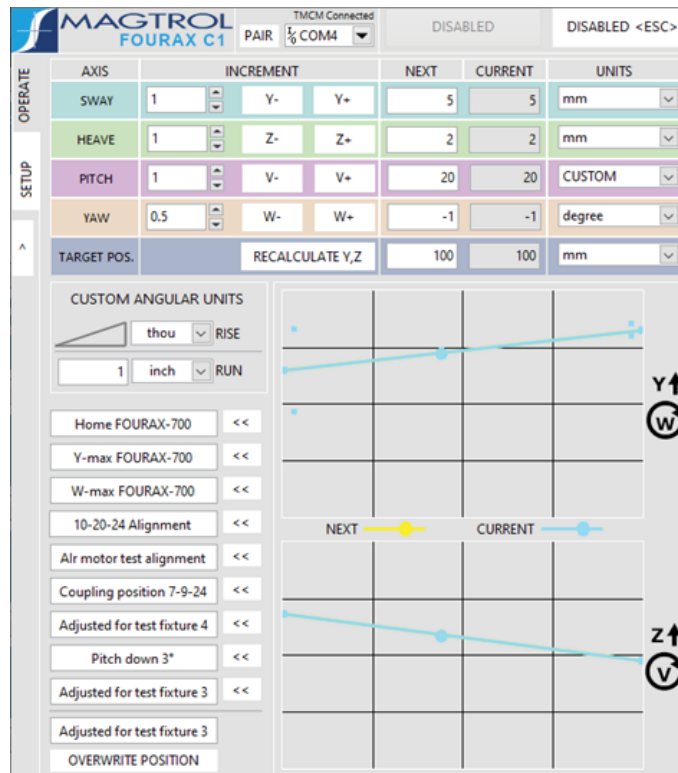 MAGTROL
FOURAX C1
PAIR
TMCM Connected
I/O COM4
DISABLED
DISABLED <ESC>
OPERATE
SETUP
^
AXIS INCREMENT NEXT CURRENT UNITS
SWAY 1 Y- Y+ 5 5 mm
HEAVE 1 Z- Z+ 2 2 mm
PITCH 1 V- V+ 20 20 CUSTOM
YAW 0.5 W- W+ -1 -1 degree
TARGET POS. RECALCULATE Y,Z 100 100 mm
CUSTOM ANGULAR UNITS
thou RISE
1 inch RUN
Home FOURAX-700 <<
Y-max FOURAX-700 <<
W-max FOURAX-700 <<
10-20-24 Alignment <<
AIr motor test alignment <<
Coupling position 7-9-24 <<
Adjusted for test fixture 4 <<
Pitch down 3° <<
Adjusted for test fixture 3 <<
Adjusted for test fixture 3
OVERWRITE POSITION
Y
W
NEXT CURRENT
Z
V